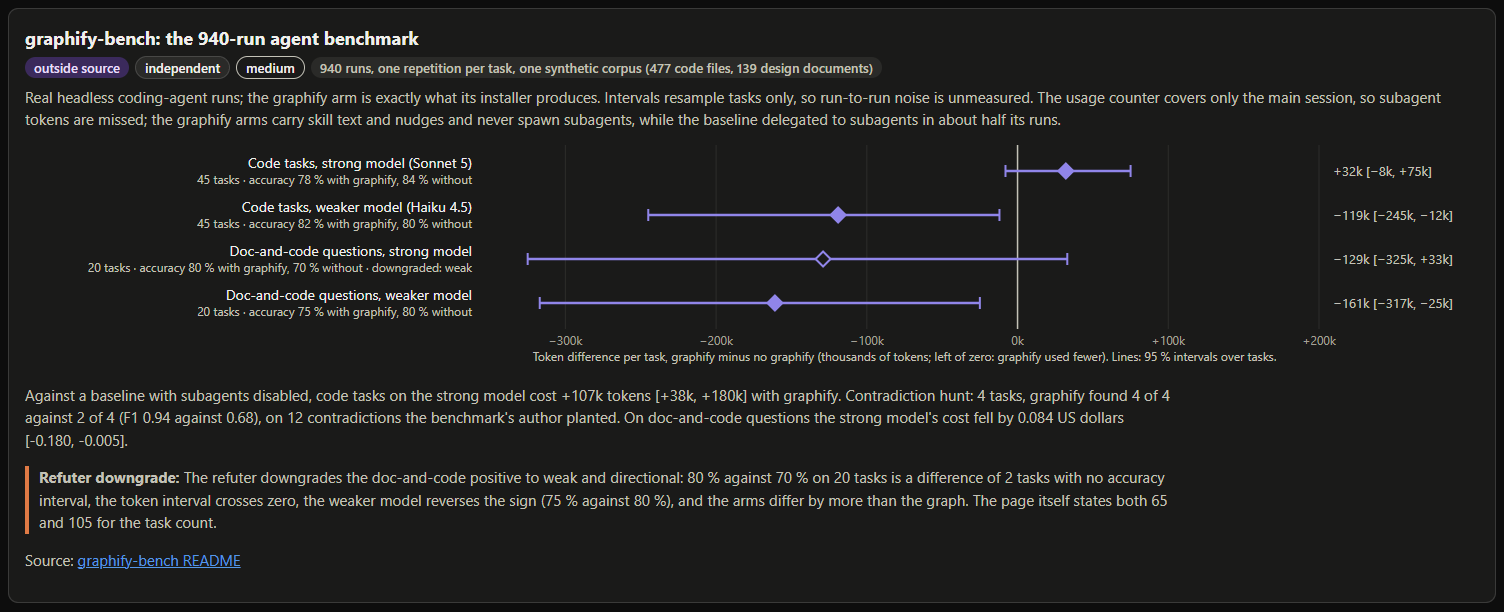 graphify-bench: the 940-run agent benchmark
outside source independent medium 940 runs, one repetition per task, one synthetic corpus (477 code files, 139 design documents)
Real headless coding-agent runs; the graphify arm is exactly what its installer produces. Intervals resample tasks only, so run-to-run noise is unmeasured. The usage counter covers only the main session, so subagent
tokens are missed; the graphify arms carry skill text and nudges and never spawn subagents, while the baseline delegated to subagents in about half its runs.
Code tasks, strong model (Sonnet 5)
45 tasks · accuracy 78 % with graphify, 84 % without
+32k [−8k, +75k]
Code tasks, weaker model (Haiku 4.5)
45 tasks · accuracy 82 % with graphify, 80 % without
−119k [−245k, −12k]
Doc-and-code questions, strong model
20 tasks · accuracy 80 % with graphify, 70 % without · downgraded: weak
−129k [−325k, +33k]
Doc-and-code questions, weaker model
20 tasks · accuracy 75 % with graphify, 80 % without
−161k [−317k, −25k]
−300k −200k −100k 0k +100k +200k
Token difference per task, graphify minus no graphify (thousands of tokens; left of zero: graphify used fewer). Lines: 95 % intervals over tasks.
Against a baseline with subagents disabled, code tasks on the strong model cost +107k tokens [+38k, +180k] with graphify. Contradiction hunt: 4 tasks, graphify found 4 of 4
against 2 of 4 (F1 0.94 against 0.68), on 12 contradictions the benchmark's author planted. On doc-and-code questions the strong model's cost fell by 0.084 US dollars
[-0.180, -0.005].
Refuter downgrade: The refuter downgrades the doc-and-code positive to weak and directional: 80 % against 70 % on 20 tasks is a difference of 2 tasks with no accuracy
interval, the token interval crosses zero, the weaker model reverses the sign (75 % against 80 %), and the arms differ by more than the graph. The page itself states both 65
and 105 for the task count.
Source: graphify-bench README